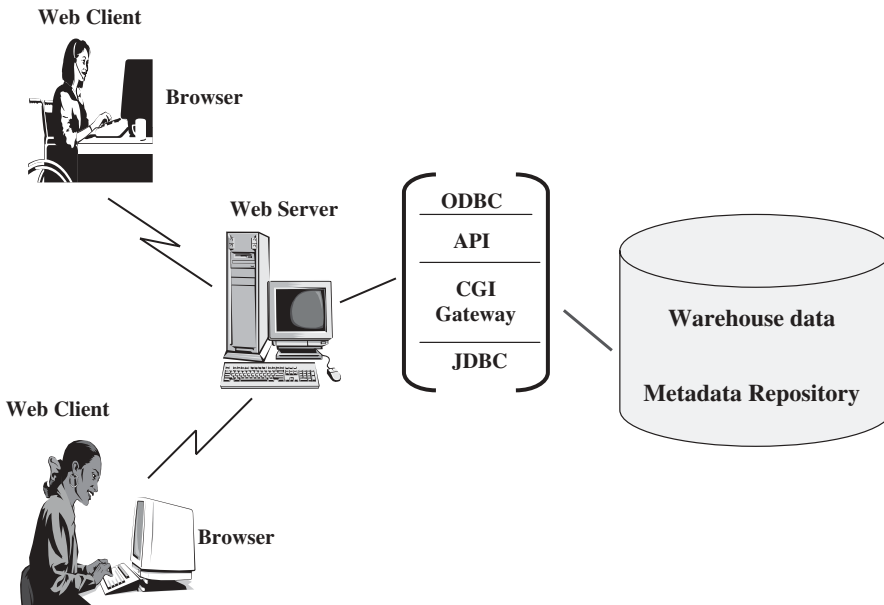 Web Client
Browser
Web Server
ODBC
API
CGI
Gateway
JDBC
Warehouse data
Metadata Repository
Web Client
Browser